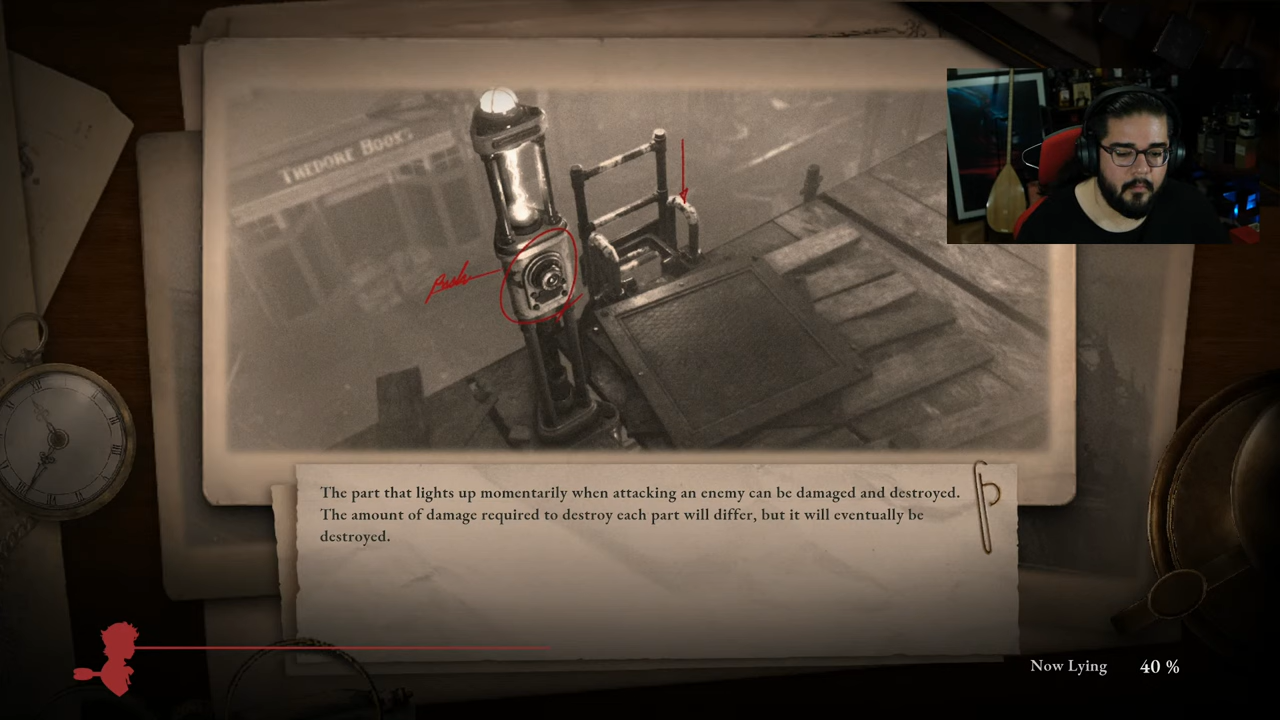 THEDORE BOOKS
Push
The part that lights up momentarily when attacking an enemy can be damaged and destroyed.
The amount of damage required to destroy each part will differ, but it will eventually be
destroyed.
Now Lying 40 %